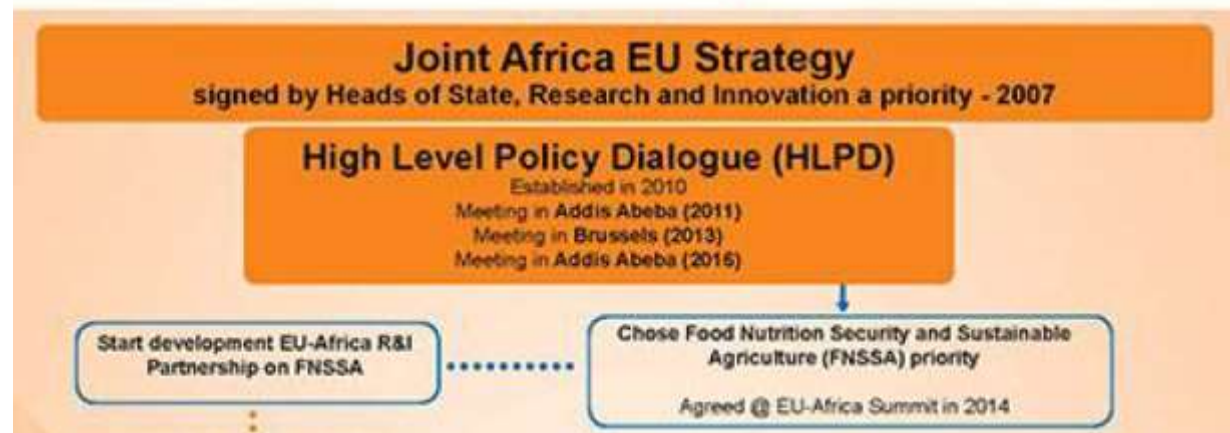 Joint Africa EU Strategy
signed by Heads of State, Research and Innovation a priority - 2007
High Level Policy Dialogue (HLPD)
Established in 2010
Meeting in Addis Abeba (2011)
Meeting in Brussels (2013)
Meeting in Addis Abeba (2016)
Start development EU-Africa R&I
Partnership on FNSSA
Chose Food Nutrition Security and Sustainable
Agriculture (FNSSA) priority
Agreed @ EU-Africa Summit in 2014